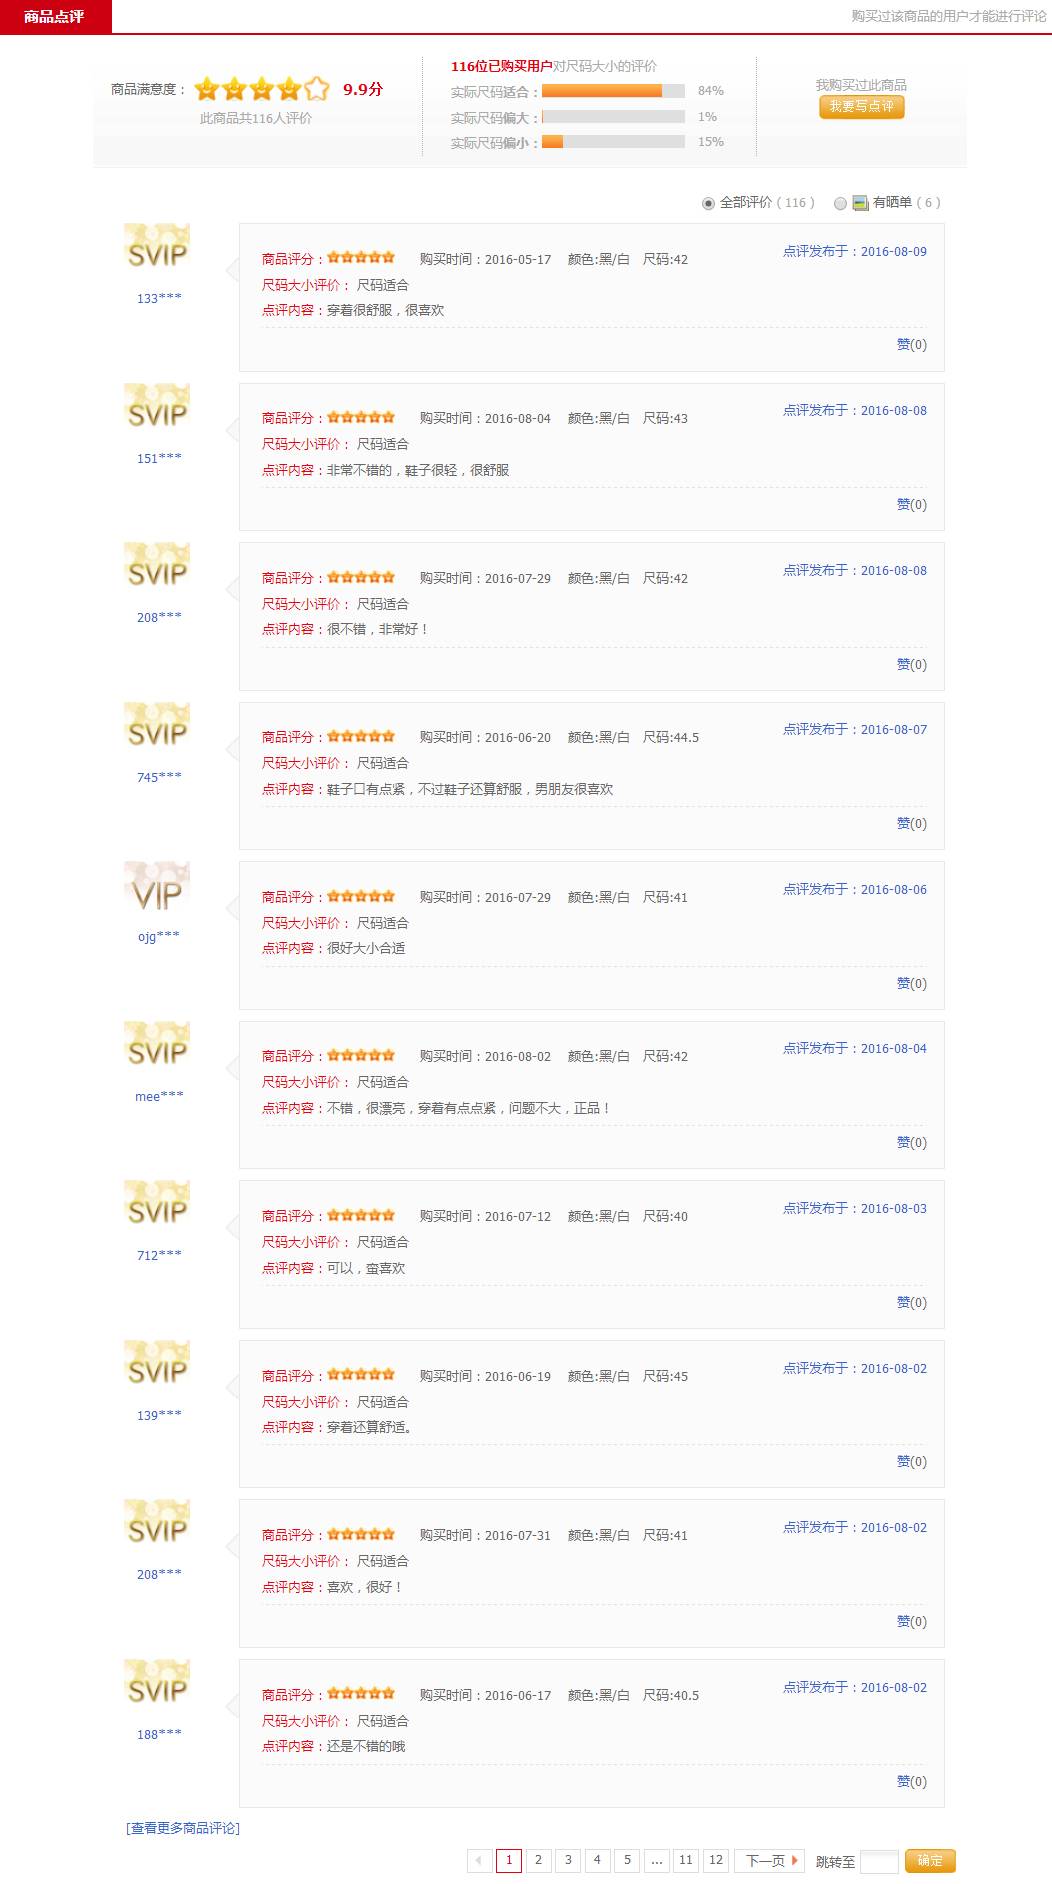 商品点评
购买过该商品的用户才能进行评论
商品满意度： 9.9分
此商品共116人评价
116位已购买用户对尺码大小的评价
实际尺码适合： 84%
实际尺码偏大： 1%
实际尺码偏小： 15%
我购买过此商品
我要写点评
全部评价（116） 有晒单（6）
SVIP
133***
商品评分： 购买时间：2016-05-17 颜色:黑/白 尺码:42 点评发布于：2016-08-09
尺码大小评价： 尺码适合
点评内容：穿着很舒服，很喜欢
赞(0)
SVIP
151***
商品评分： 购买时间：2016-08-04 颜色:黑/白 尺码:43 点评发布于：2016-08-08
尺码大小评价： 尺码适合
点评内容：非常不错的，鞋子很轻，很舒服
赞(0)
SVIP
208***
商品评分： 购买时间：2016-07-29 颜色:黑/白 尺码:42 点评发布于：2016-08-08
尺码大小评价： 尺码适合
点评内容：很不错，非常好！
赞(0)
SVIP
745***
商品评分： 购买时间：2016-06-20 颜色:黑/白 尺码:44.5 点评发布于：2016-08-07
尺码大小评价： 尺码适合
点评内容：鞋子口有点紧，不过鞋子还算舒服，男朋友很喜欢
赞(0)
VIP
ojg***
商品评分： 购买时间：2016-07-29 颜色:黑/白 尺码:41 点评发布于：2016-08-06
尺码大小评价： 尺码适合
点评内容：很好大小合适
赞(0)
SVIP
mee***
商品评分： 购买时间：2016-08-02 颜色:黑/白 尺码:42 点评发布于：2016-08-04
尺码大小评价： 尺码适合
点评内容：不错，很漂亮，穿着有点点紧，问题不大，正品！
赞(0)
SVIP
712***
商品评分： 购买时间：2016-07-12 颜色:黑/白 尺码:40 点评发布于：2016-08-03
尺码大小评价： 尺码适合
点评内容：可以，蛮喜欢
赞(0)
SVIP
139***
商品评分： 购买时间：2016-06-19 颜色:黑/白 尺码:45 点评发布于：2016-08-02
尺码大小评价： 尺码适合
点评内容：穿着还算舒适。
赞(0)
SVIP
208***
商品评分： 购买时间：2016-07-31 颜色:黑/白 尺码:41 点评发布于：2016-08-02
尺码大小评价： 尺码适合
点评内容：喜欢，很好！
赞(0)
SVIP
188***
商品评分： 购买时间：2016-06-17 颜色:黑/白 尺码:40.5 点评发布于：2016-08-02
尺码大小评价： 尺码适合
点评内容：还是不错的哦
赞(0)
[查看更多商品评论]
1 2 3 4 5 ... 11 12 下一页 跳转至 确定